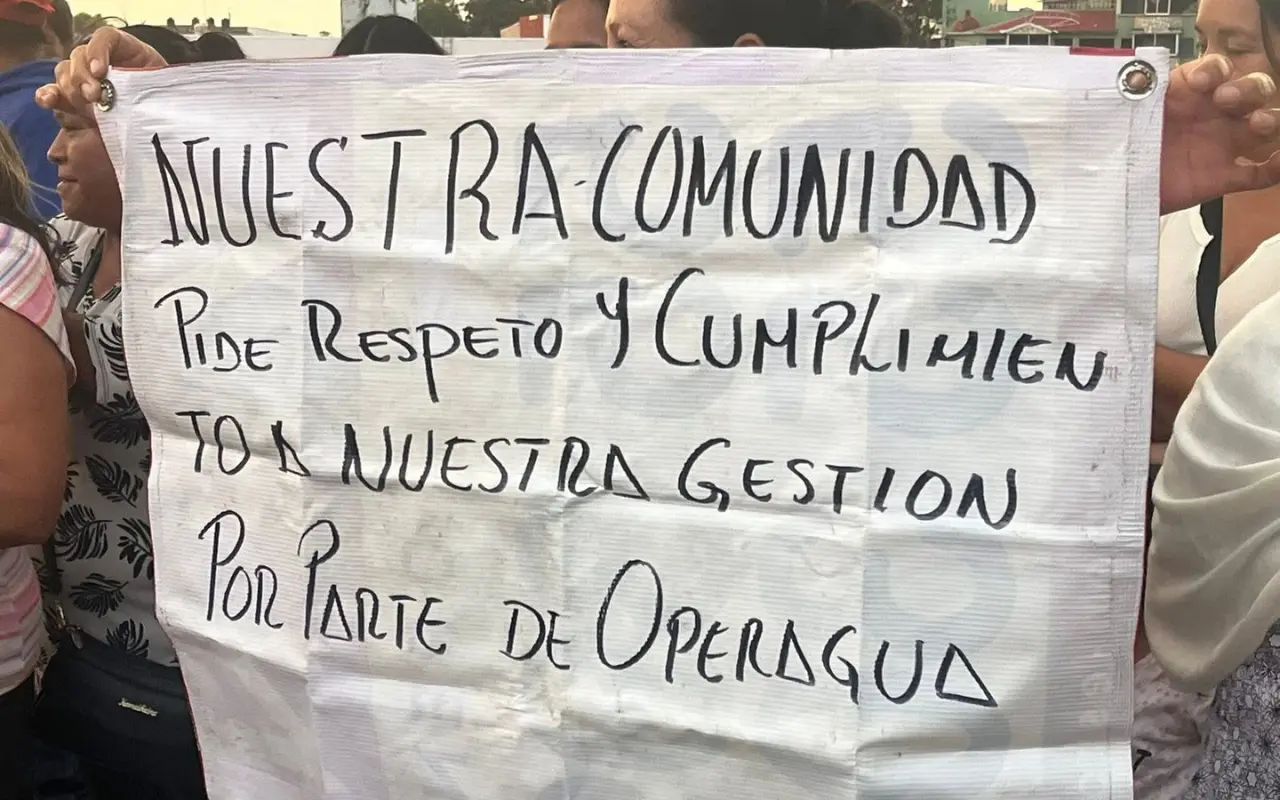 NUESTRA COMUNIDAD
PIDE RESPETO Y CUMPLIMIEN
TO A NUESTRA GESTION
POR PARTE DE OPERAGUA